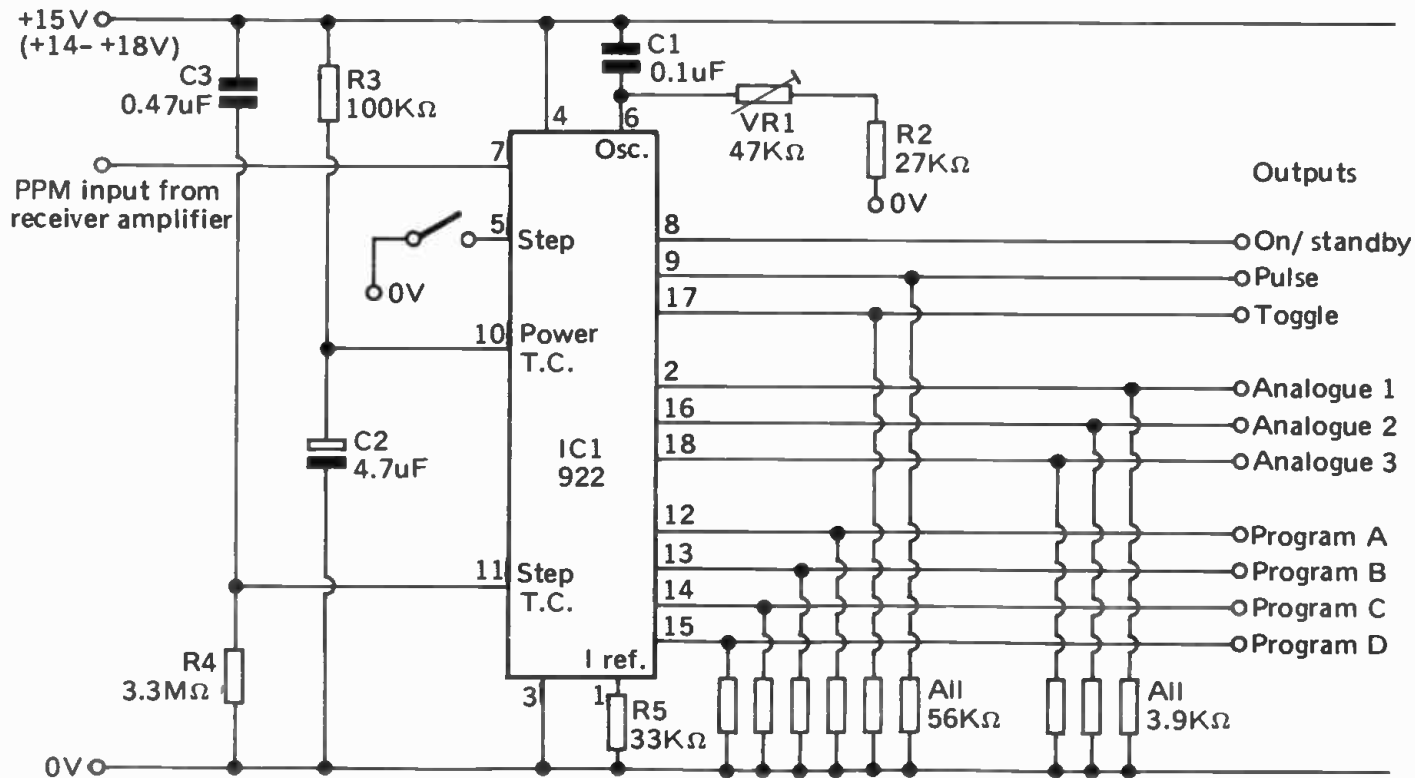 +15V
(+14- +18V)
C3
0.47uF
R3
100KΩ
C1
0.1uF
4
6
Osc.
VR1
47KΩ
R2
27KΩ
0V
Outputs
7
PPM input from
receiver amplifier
5
Step
0V
8
On/ standby
9
Pulse
17
Toggle
10
Power
T.C.
2
Analogue 1
16
Analogue 2
18
Analogue 3
C2
4.7uF
IC1
922
12
Program A
13
Program B
14
Program C
15
Program D
11
Step
T.C.
R4
3.3MΩ
I ref.
3
1
R5
33KΩ
All
56KΩ
All
3.9KΩ
0V